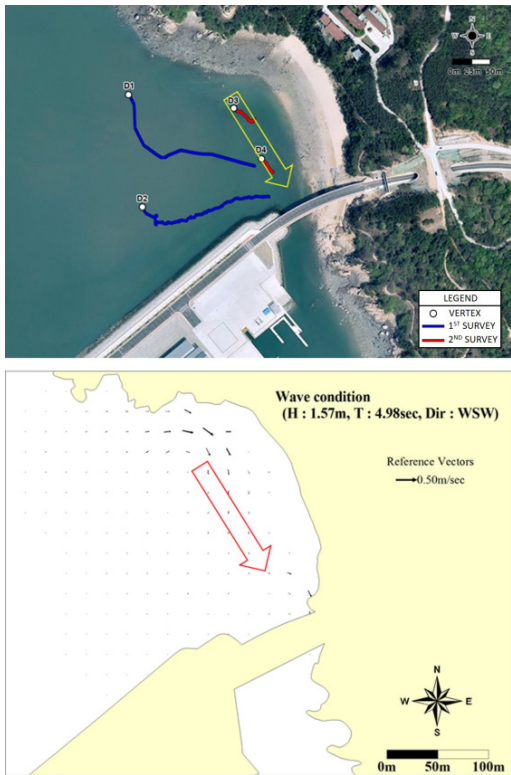 N
W E
S
0m 25m 50m
D1
D3
D4
D2
LEGEND
VERTEX
1ST SURVEY
2ND SURVEY
Wave condition
(H : 1.57m, T : 4.98sec, Dir : WSW)
Reference Vectors
0.50m/sec
N
W E
S
0m 50m 100m